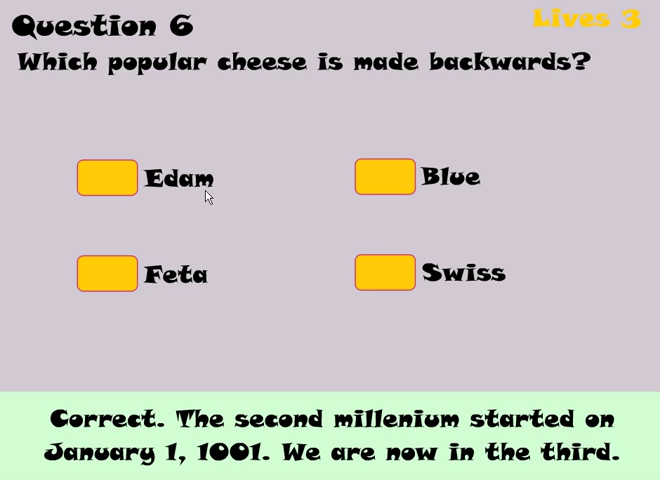 Question 6
Lives 3
Which popular cheese is made backwards?
Edam
Blue
Feta
Swiss
Correct. The second millenium started on
January 1, 1001. We are now in the third.